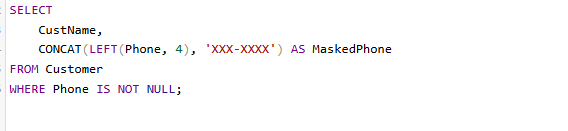 SELECT
    CustName,
    CONCAT(LEFT(Phone, 4), 'XXX-XXXX') AS MaskedPhone
FROM Customer
WHERE Phone IS NOT NULL;